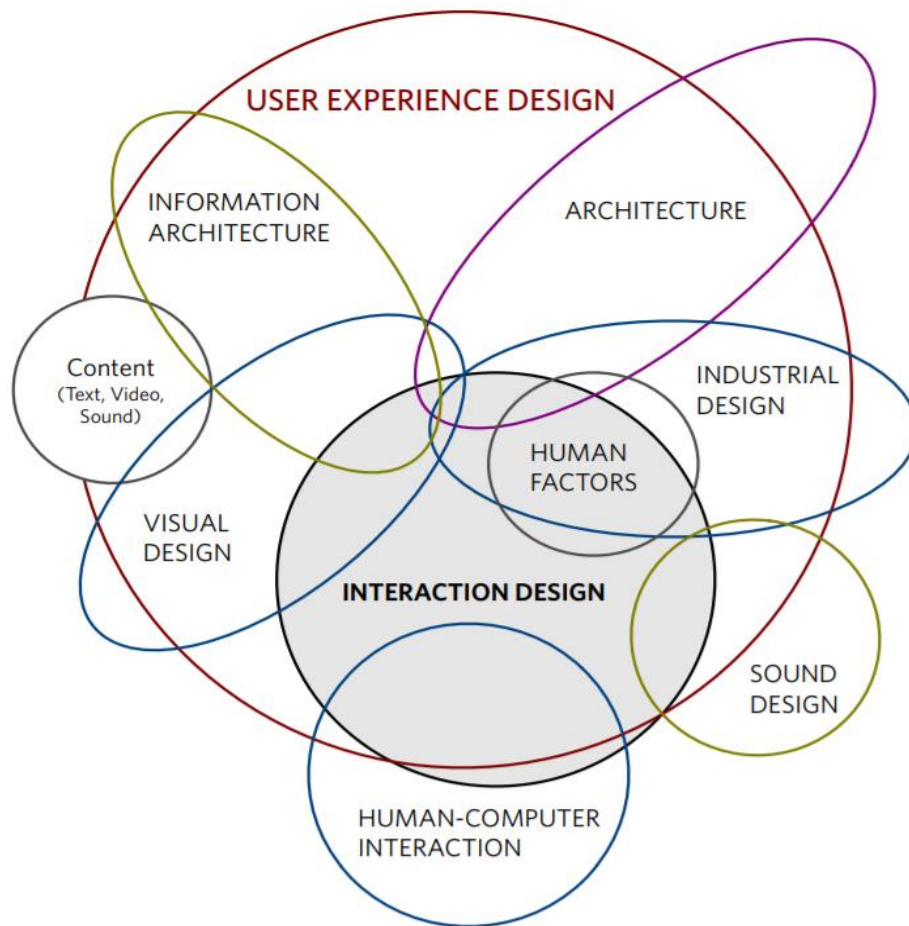 USER EXPERIENCE DESIGN
INFORMATION
ARCHITECTURE
ARCHITECTURE
Content
(Text, Video,
Sound)
INDUSTRIAL
DESIGN
HUMAN
FACTORS
VISUAL
DESIGN
INTERACTION DESIGN
SOUND
DESIGN
HUMAN-COMPUTER
INTERACTION